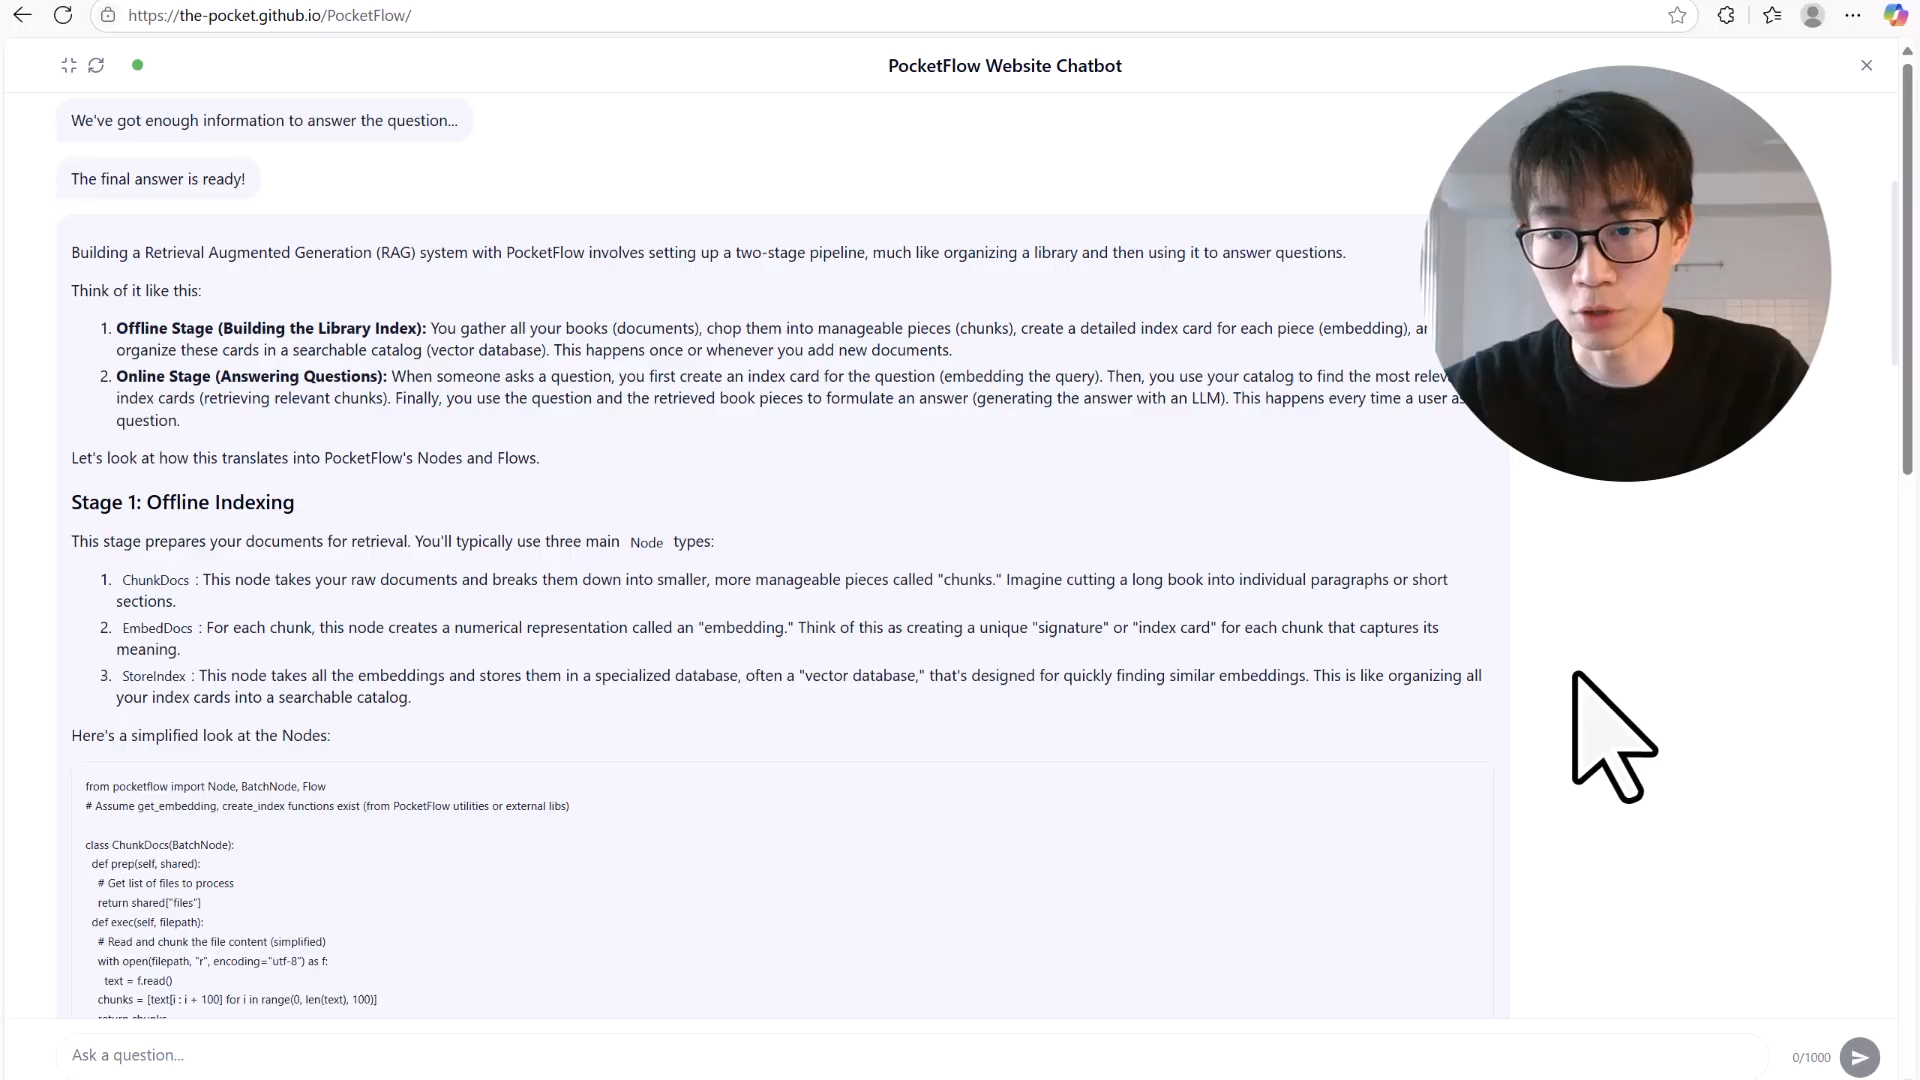 https://the-pocket.github.io/PocketFlow/
PocketFlow Website Chatbot
We've got enough information to answer the question...
The final answer is ready!
Building a Retrieval Augmented Generation (RAG) system with PocketFlow involves setting up a two-stage pipeline, much like organizing a library and then using it to answer questions.
Think of it like this:
1. Offline Stage (Building the Library Index): You gather all your books (documents), chop them into manageable pieces (chunks), create a detailed index card for each piece (embedding),
organize these cards in a searchable catalog (vector database). This happens once or whenever you add new documents.
2. Online Stage (Answering Questions): When someone asks a question, you first create an index card for the question (embedding the query). Then, you use your catalog to find the most
index cards (retrieving relevant chunks). Finally, you use the question and the retrieved book pieces to formulate an answer (generating the answer with an LLM). This happens every time a user
question.
Let's look at how this translates into PocketFlow's Nodes and Flows.
Stage 1: Offline Indexing
This stage prepares your documents for retrieval. You'll typically use three main Node types:
1. ChunkDocs : This node takes your raw documents and breaks them down into smaller, more manageable pieces called "chunks." Imagine cutting a long book into individual paragraphs or short
sections.
2. EmbedDocs : For each chunk, this node creates a numerical representation called an "embedding." Think of this as creating a unique "signature" or "index card" for each chunk that captures its
meaning.
3. StoreIndex : This node takes all the embeddings and stores them in a specialized database, often a "vector database," that's designed for quickly finding similar embeddings. This is like organizing all
your index cards into a searchable catalog.
Here's a simplified look at the Nodes:
from pocketflow import Node, BatchNode, Flow
# Assume get_embedding, create_index functions exist (from PocketFlow utilities or external libs)
class ChunkDocs(BatchNode):
def prep(self, shared):
# Get list of files to process
return shared["files"]
def exec(self, filepath):
# Read and chunk the file content (simplified)
with open(filepath, "r", encoding="utf-8") as f:
text = f.read()
chunks = [text[i : i + 100] for i in range(0, len(text), 100)]
Ask a question...
0/1000